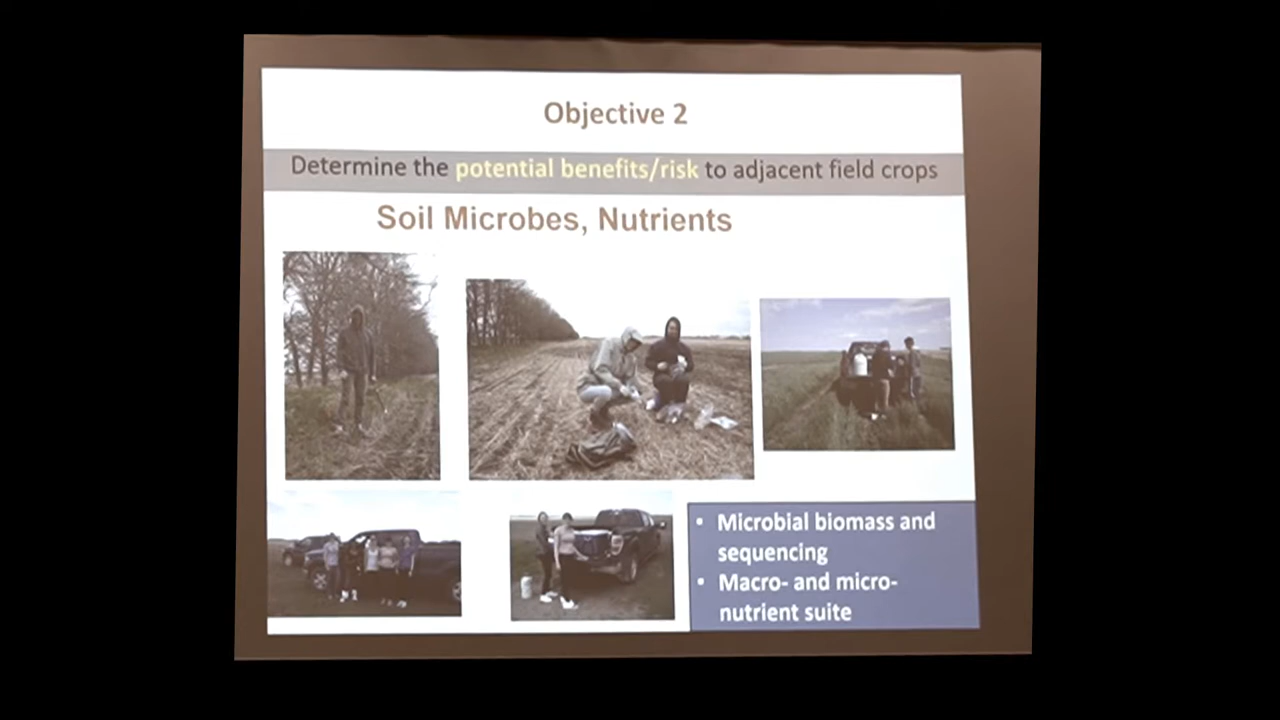 Objective 2
Determine the potential benefits/risk to adjacent field crops
Soil Microbes, Nutrients
• Microbial biomass and
sequencing
• Macro- and micro-
nutrient suite